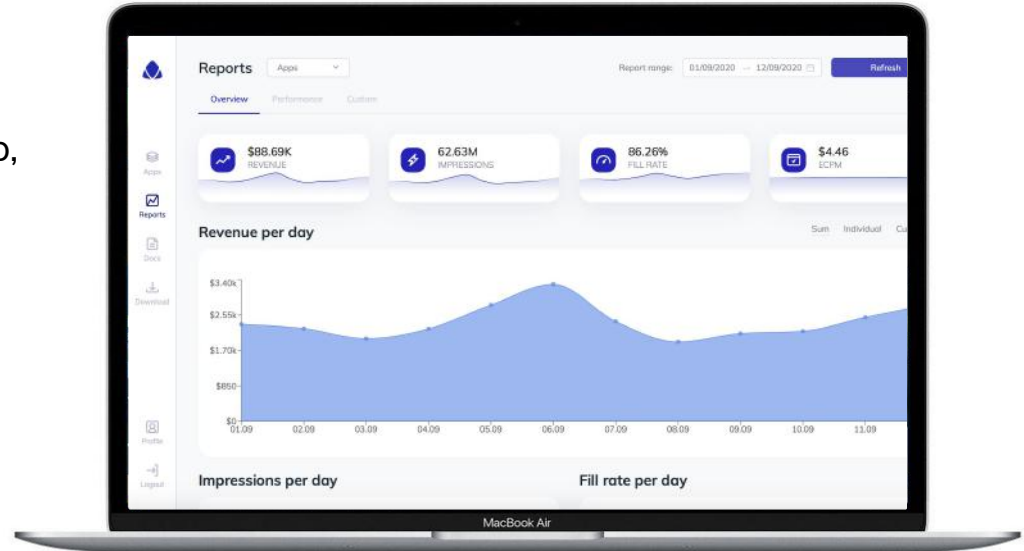 o,
Reports
Apps
Report range:
01/09/2020 → 12/09/2020
Refresh
Overview
Performance
Custom
$88.69K
REVENUE
62.63M
IMPRESSIONS
86.26%
FILL RATE
$4.46
ECPM
Apps
Reports
Docs
Download
Profile
Logout
Revenue per day
Sum
Individual
Cu
$3.40k
$2.55k
$1.70k
$850
$0
01.09
02.09
03.09
04.09
05.09
06.09
07.09
08.09
09.09
10.09
11.09
Impressions per day
Fill rate per day
MacBook Air